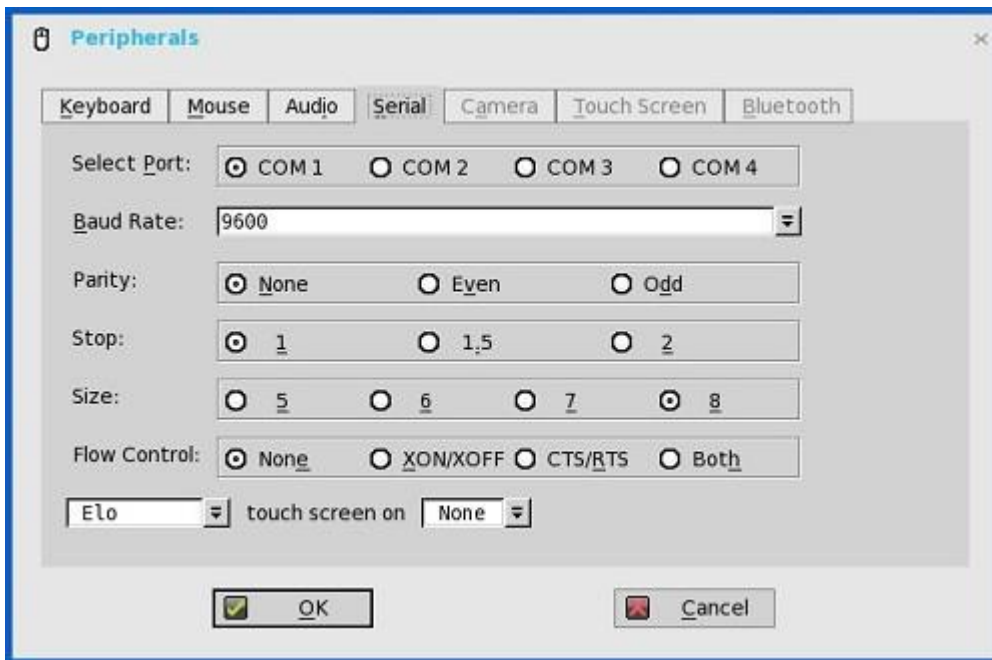 Peripherals
Keyboard Mouse Audio Serial Camera Touch Screen Bluetooth
Select Port: COM 1 COM 2 COM 3 COM 4
Baud Rate: 9600
Parity: None Even Odd
Stop: 1 1.5 2
Size: 5 6 7 8
Flow Control: None XON/XOFF CTS/RTS Both
Elo touch screen on None
OK Cancel